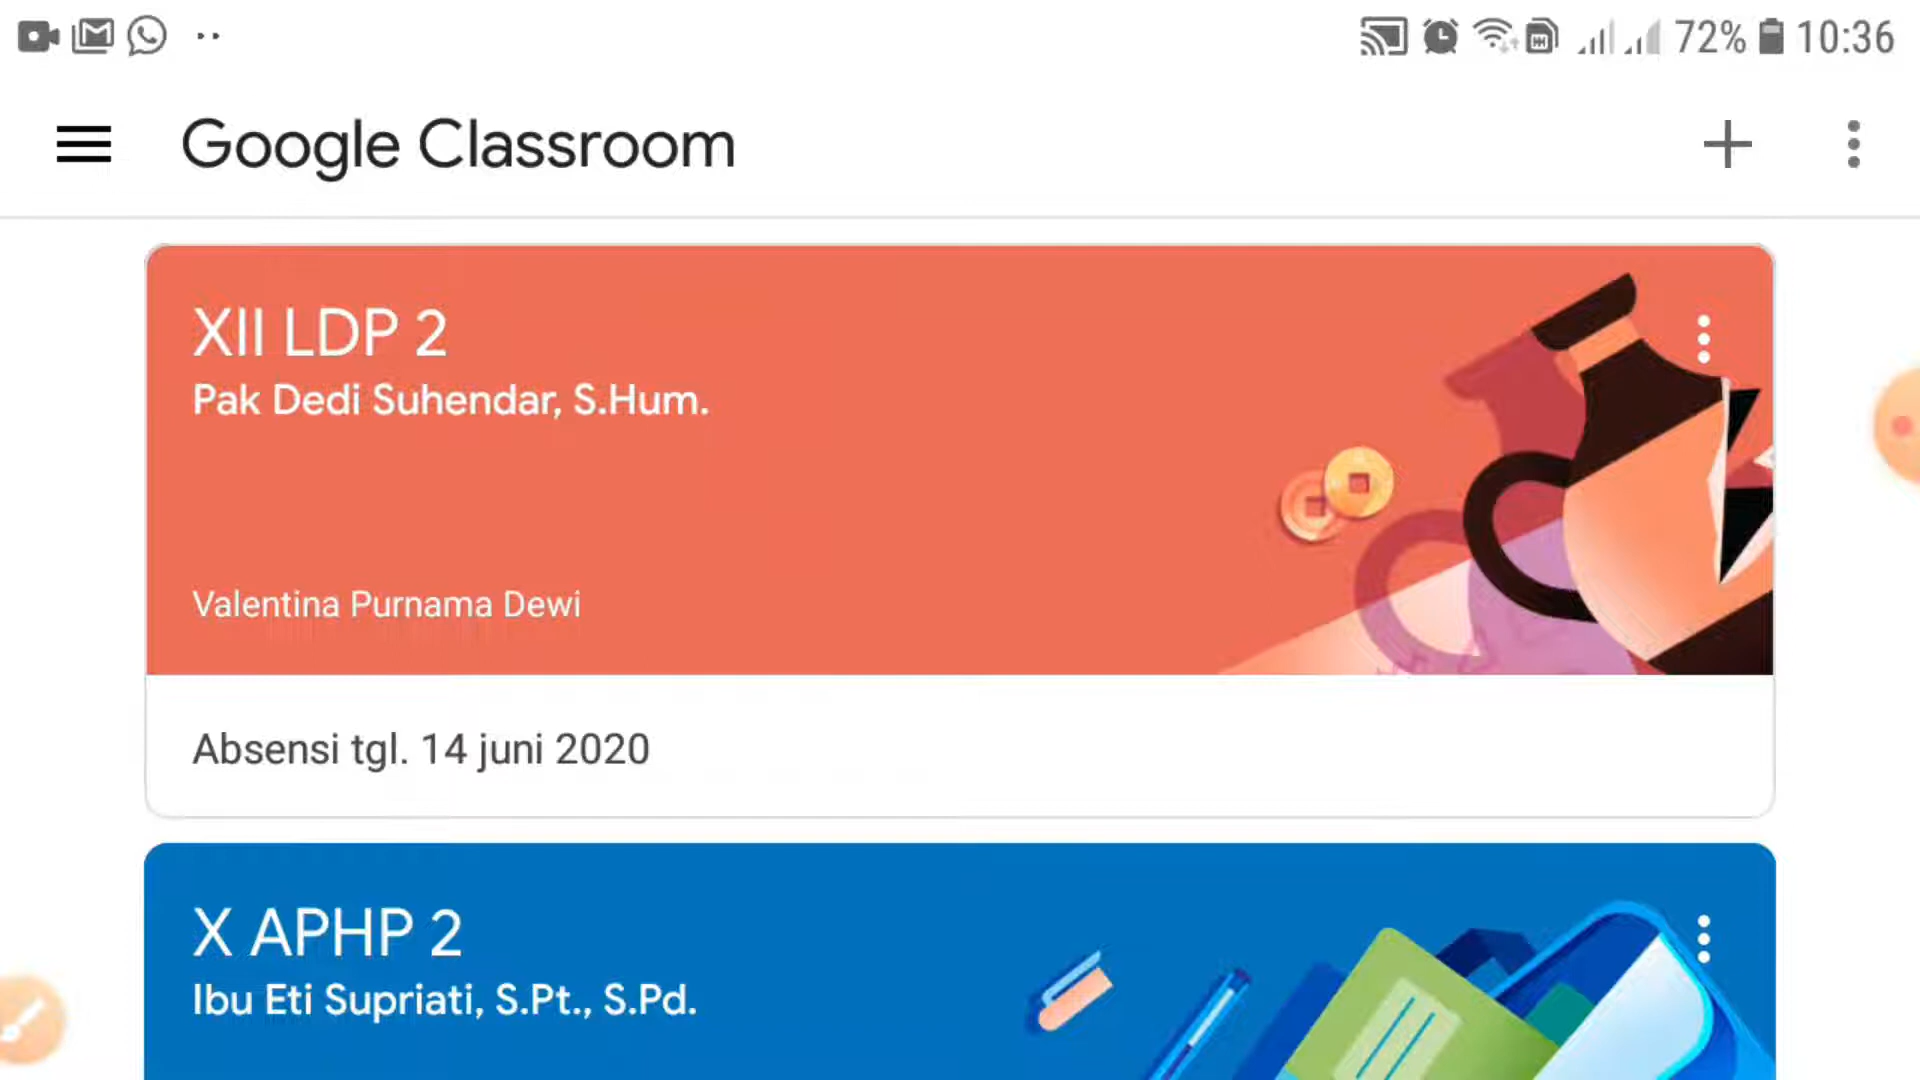 72% 10:36
Google Classroom
XII LDP 2
Pak Dedi Suhendar, S.Hum.
Valentina Purnama Dewi
Absensi tgl. 14 juni 2020
X APHP 2
Ibu Eti Supriati, S.Pt., S.Pd.